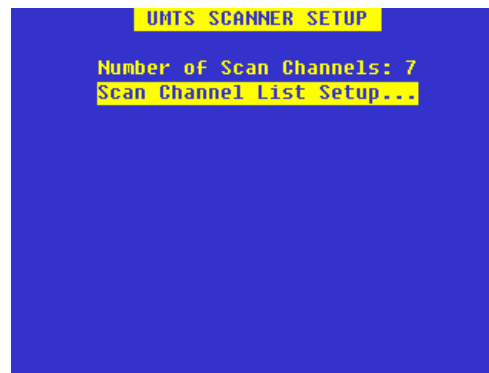 UMTS SCANNER SETUP
Number of Scan Channels: 7
Scan Channel List Setup...